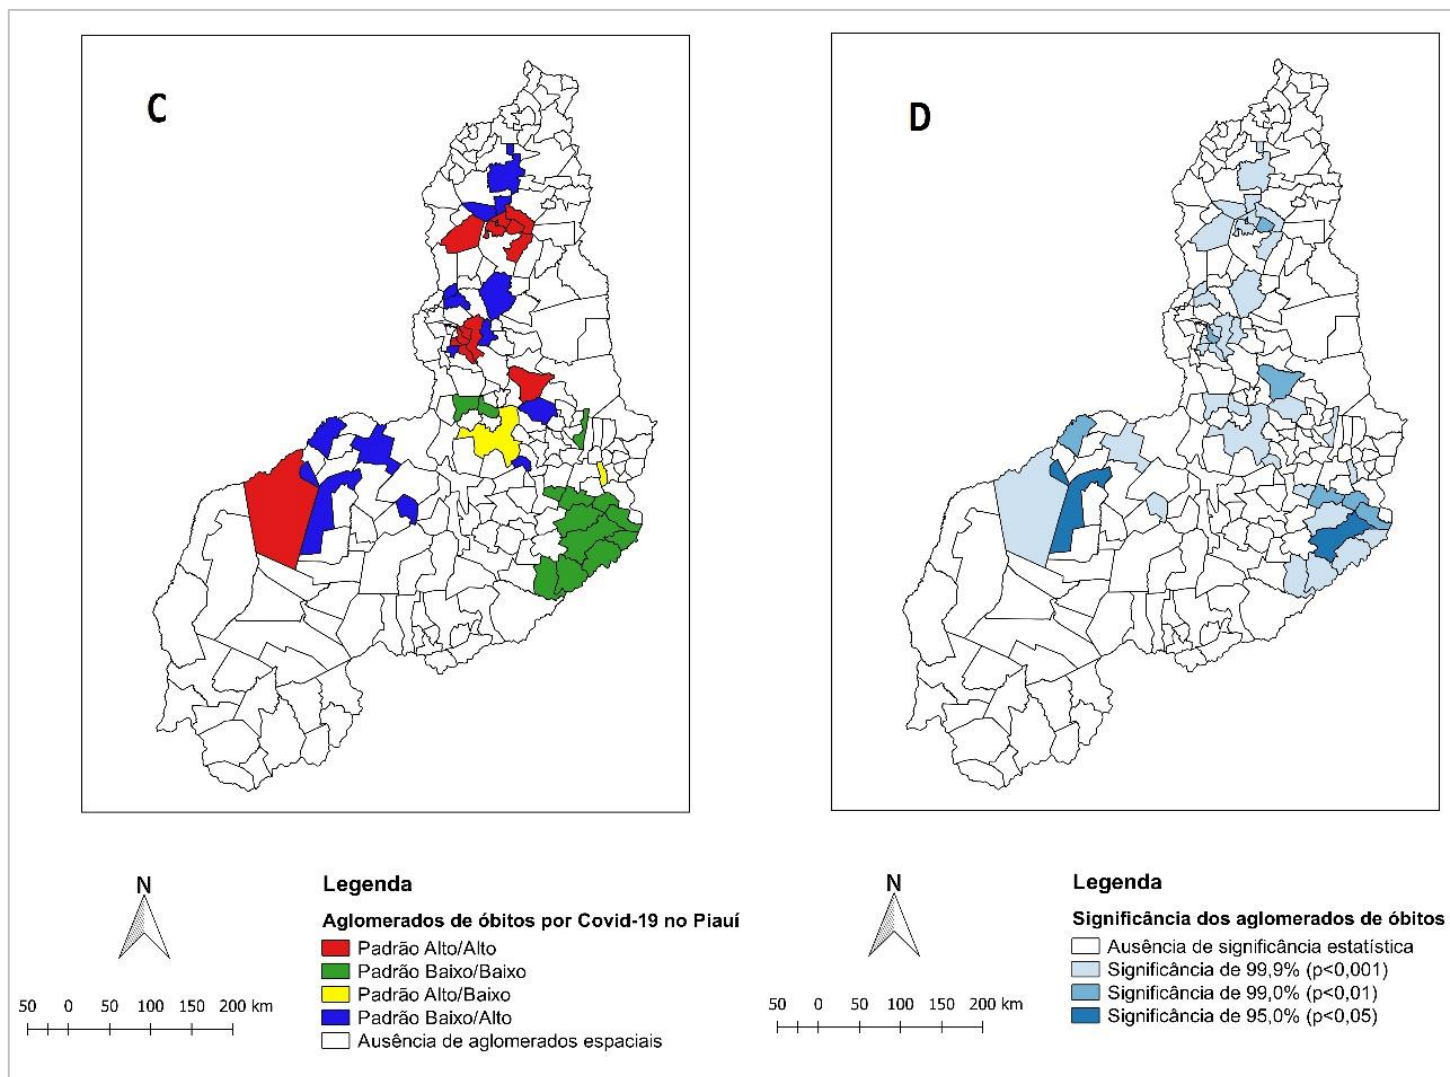 C
D
N
Legenda
Aglomerados de óbitos por Covid-19 no Piauí
Padrão Alto/Alto
Padrão Baixo/Baixo
Padrão Alto/Baixo
Padrão Baixo/Alto
Ausência de aglomerados espaciais
50 0 50 100 150 200 km
N
Legenda
Significância dos aglomerados de óbitos
Ausência de significância estatística
Significância de 99,9% (p<0,001)
Significância de 99,0% (p<0,01)
Significância de 95,0% (p<0,05)
50 0 50 100 150 200 km